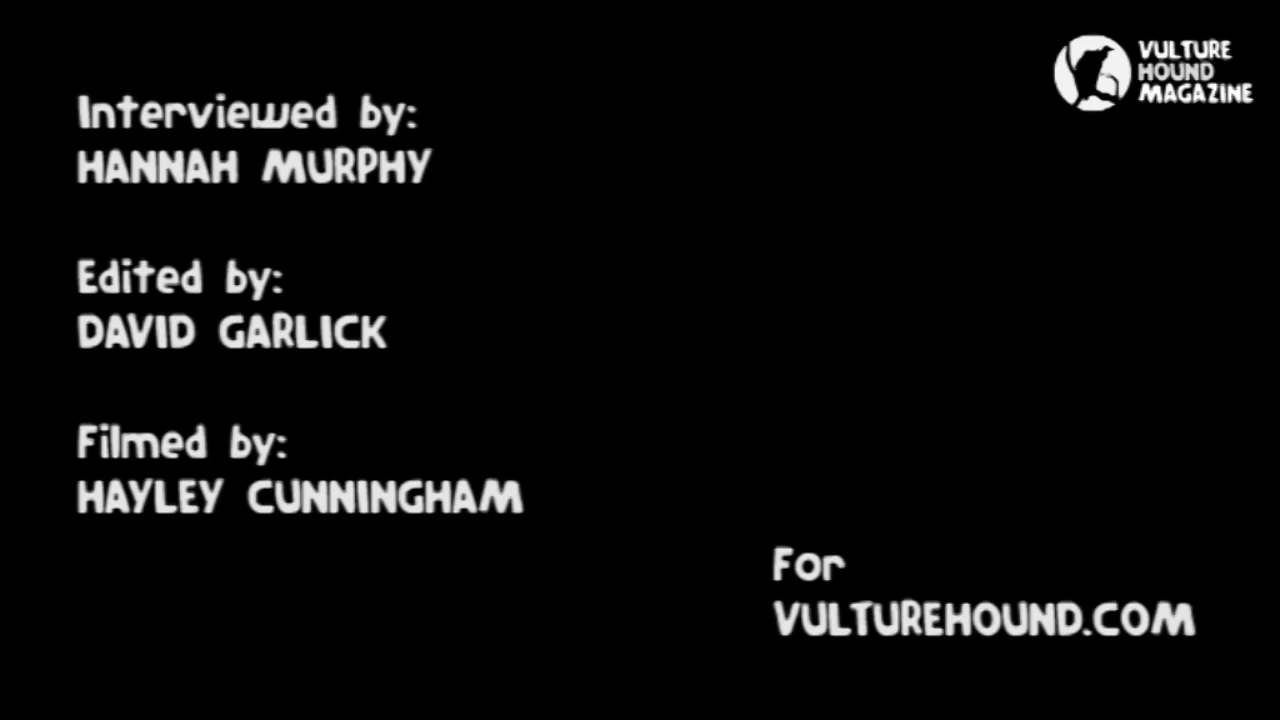 VULTURE
HOUND
MAGAZINE
Interviewed by:
HANNAH MURPHY
Edited by:
DAVID GARLICK
Filmed by:
HAYLEY CUNNINGHAM
For
VULTUREHOUND.COM